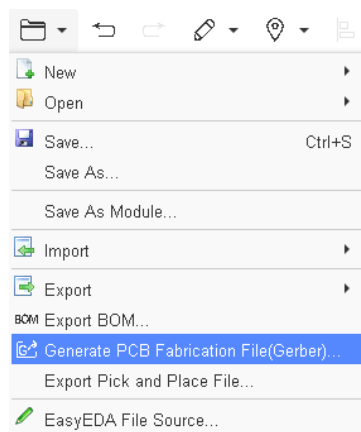 New
Open
Save... Ctrl+S
Save As...
Save As Module...
Import
Export
BOM Export BOM...
G Generate PCB Fabrication File(Gerber)...
Export Pick and Place File...
EasyEDA File Source...